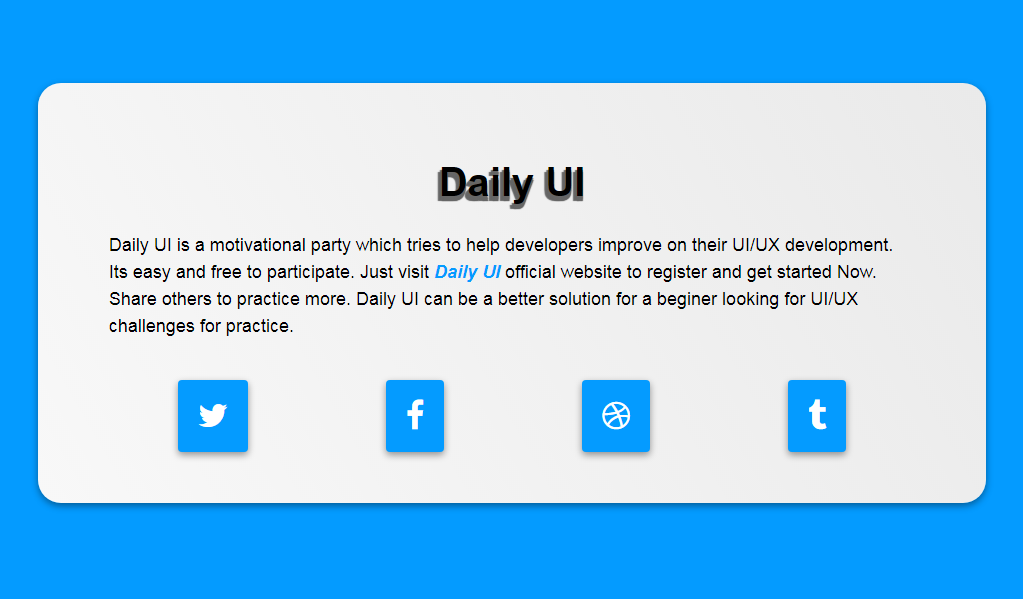 Daily UI
Daily UI is a motivational party which tries to help developers improve on their UI/UX development.
Its easy and free to participate. Just visit Daily UI official website to register and get started Now.
Share others to practice more. Daily UI can be a better solution for a beginer looking for UI/UX
challenges for practice.